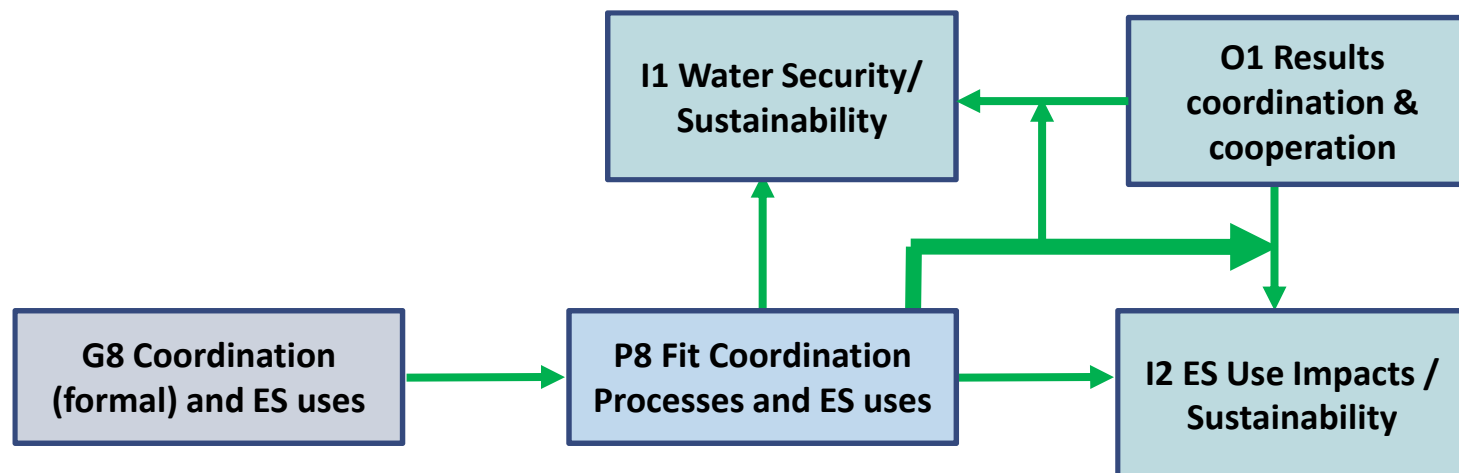 I1 Water Security/
Sustainability
O1 Results
coordination &
cooperation
G8 Coordination
(formal) and ES uses
P8 Fit Coordination
Processes and ES uses
I2 ES Use Impacts /
Sustainability